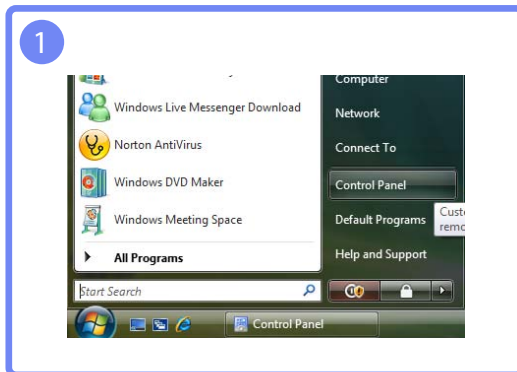 1
Computer
Windows Live Messenger Download
Network
Norton AntiVirus
Connect To
Windows DVD Maker
Control Panel
Windows Meeting Space
Default Programs
All Programs
Help and Support
Start Search
Control Panel